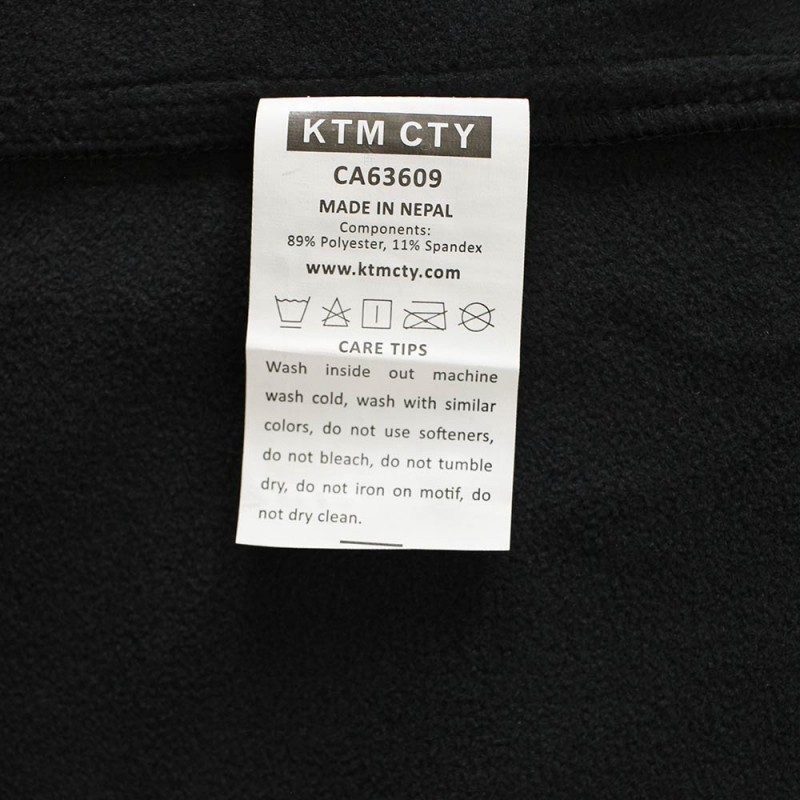 KTM CTY
CA63609
MADE IN NEPAL
Components:
89% Polyester, 11% Spandex
www.ktmcty.com
CARE TIPS
Wash inside out machine
wash cold, wash with similar
colors, do not use softeners,
do not bleach, do not tumble
dry, do not iron on motif, do
not dry clean.